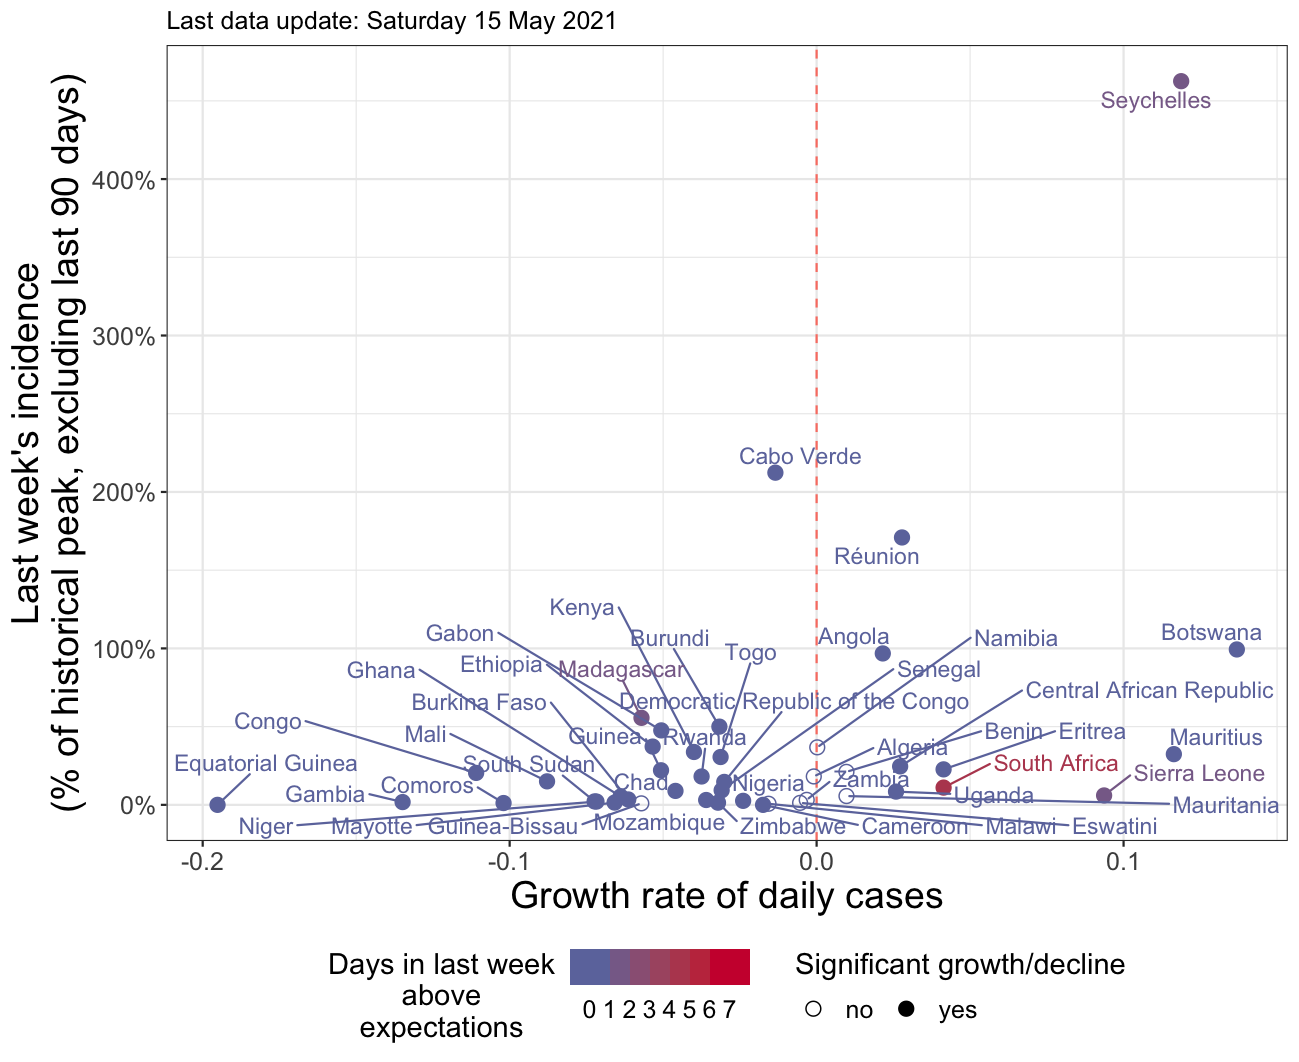 Last data update: Saturday 15 May 2021
Last week's incidence
(% of historical peak, excluding last 90 days)
400%
300%
200%
100%
0%
Seychelles
Cabo Verde
Réunion
Kenya
Gabon
Burundi
Angola
Namibia
Botswana
Togo
Ghana
Ethiopia
Madagascar
Senegal
Central African Republic
Burkina Faso
Democratic Republic of the Congo
Congo
Mali
Guinea
Rwanda
Benin
Eritrea
Mauritius
Algeria
Equatorial Guinea
South Sudan
South Africa
Sierra Leone
Comoros
Chad
Nigeria
Zambia
Gambia
Uganda
Mauritania
Niger
Mayotte
Guinea-Bissau
Mozambique
Zimbabwe
Cameroon
Malawi
Eswatini
-0.2
-0.1
0.0
0.1
Growth rate of daily cases
Days in last week
above
expectations
0 1 2 3 4 5 6 7
Significant growth/decline
no
yes